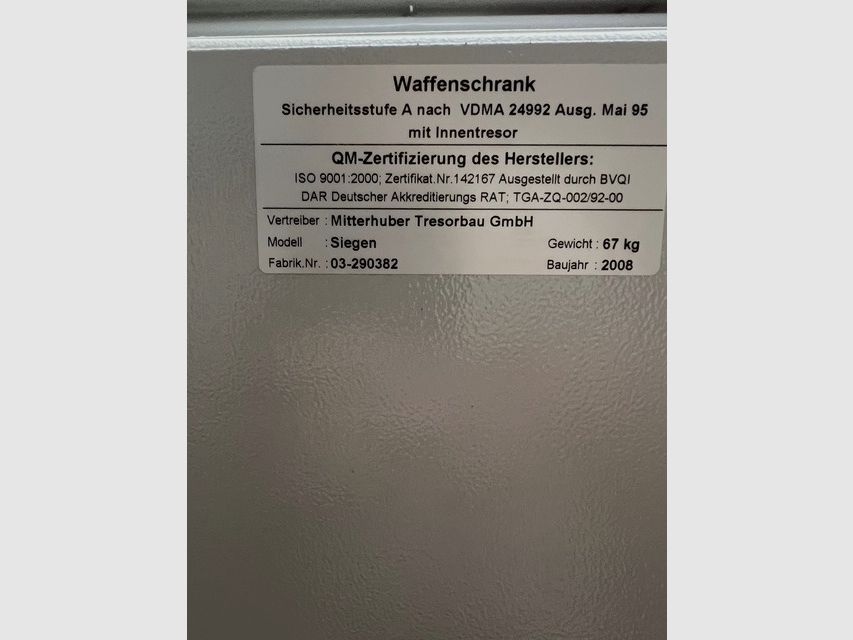 Waffenschrank
Sicherheitsstufe A nach VDMA 24992 Ausg. Mai 95
mit Innentresor
QM-Zertifizierung des Herstellers:
ISO 9001:2000; Zertifikat.Nr.142167 Ausgestellt durch BVQI
DAR Deutscher Akkreditierungs RAT; TGA-ZQ-002/92-00
Vertreiber : Mitterhuber Tresorbau GmbH
Modell : Siegen Gewicht : 67 kg
Fabrik.Nr. : 03-290382 Baujahr : 2008